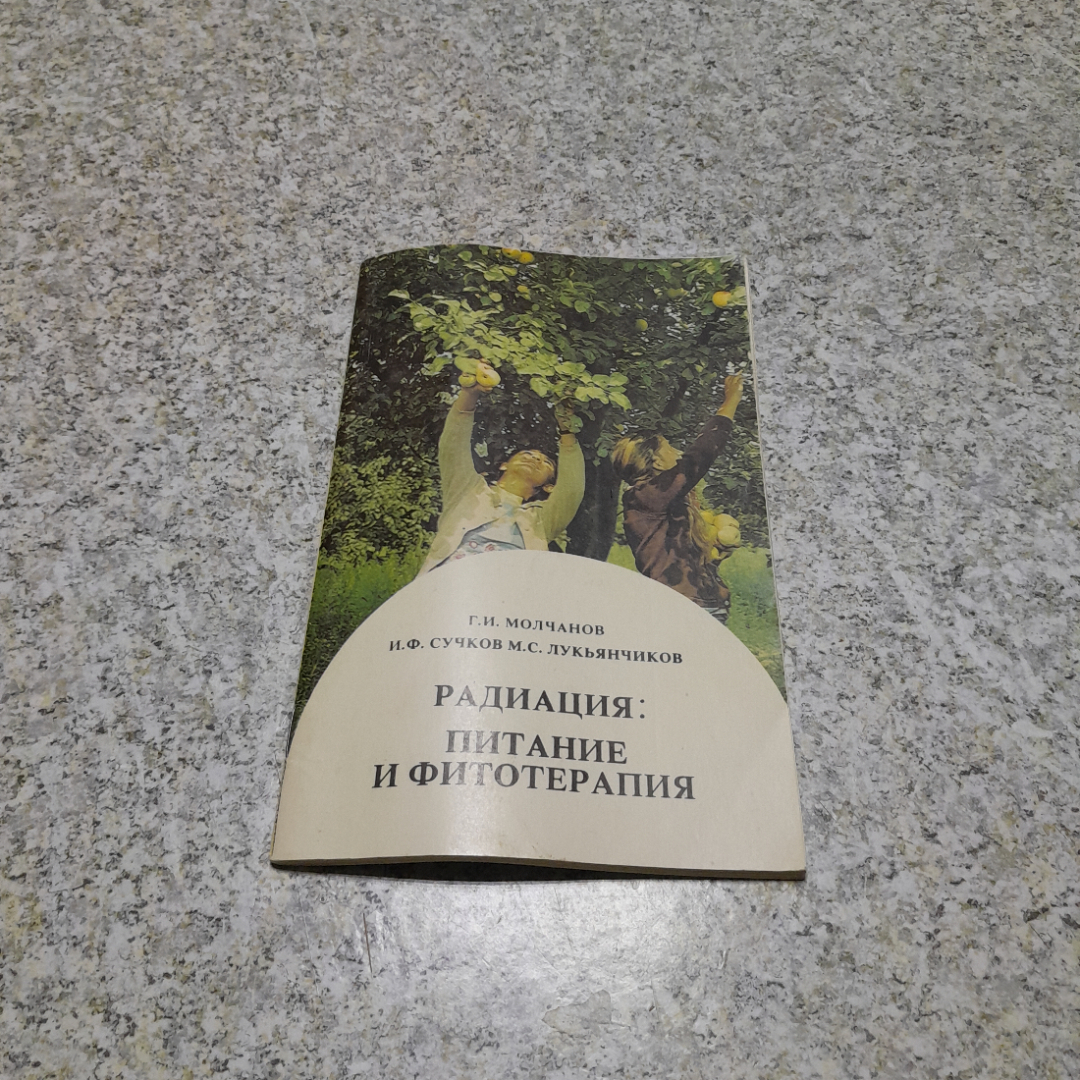 Г.И. МОЛЧАНОВ
И.Ф. СУЧКОВ М.С. ЛУКЬЯНЧИКОВ
РАДИАЦИЯ:
ПИТАНИЕ
И ФИТОТЕРАПИЯ